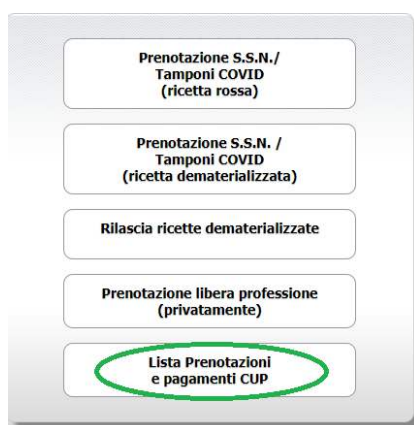 Prenotazione S.S.N./
Tamponi COVID
(ricetta rossa)
Prenotazione S.S.N. /
Tamponi COVID
(ricetta dematerializzata)
Rilascia ricette dematerializzate
Prenotazione libera professione
(privatamente)
Lista Prenotazioni
e pagamenti CUP